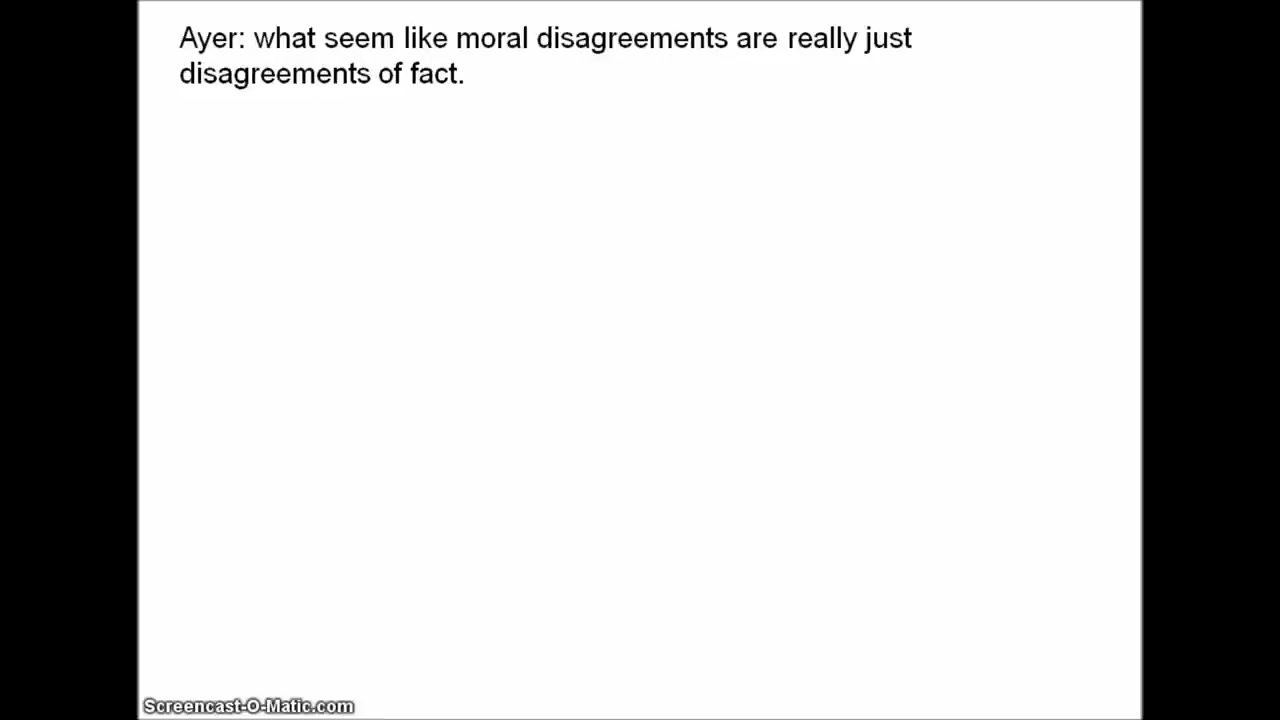 Ayer: what seem like moral disagreements are really just
disagreements of fact.
Screencast-O-Matic.com